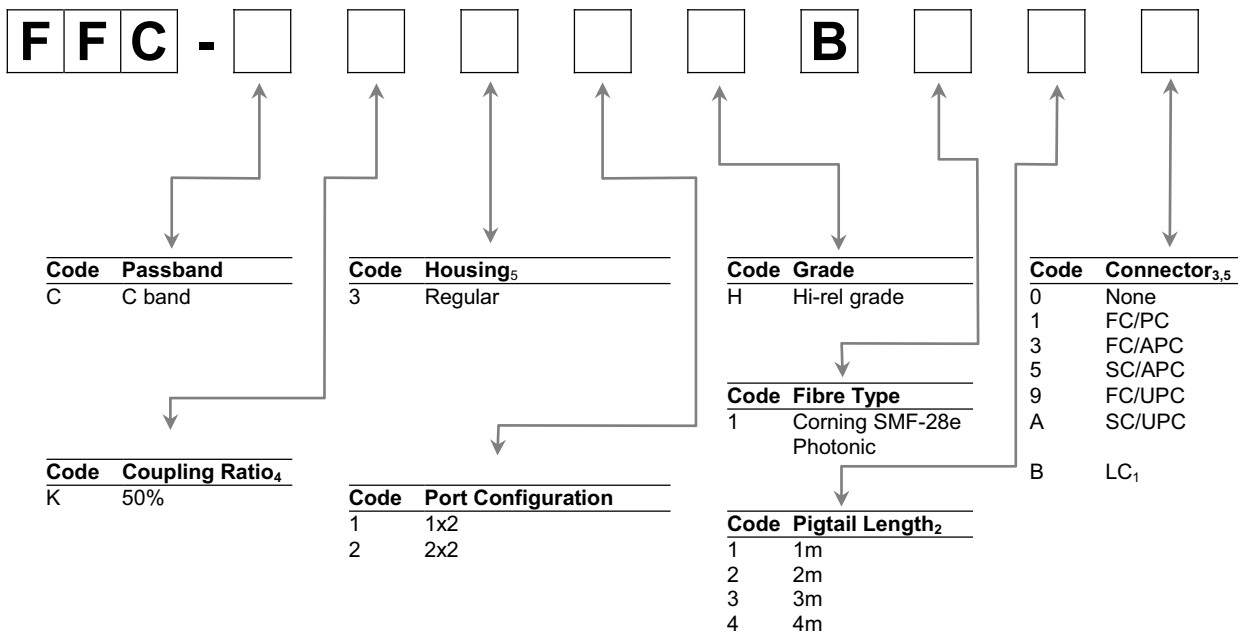 FFC - B
Code Passband
C C band
Code Housing5
3 Regular
Code Grade
H Hi-rel grade
Code Connector3,5
0 None
1 FC/PC
3 FC/APC
5 SC/APC
9 FC/UPC
A SC/UPC
B LC1
Code Fibre Type
1 Corning SMF-28e
Photonic
Code Coupling Ratio4
K 50%
Code Port Configuration
1 1x2
2 2x2
Code Pigtail Length2
1 1m
2 2m
3 3m
4 4m